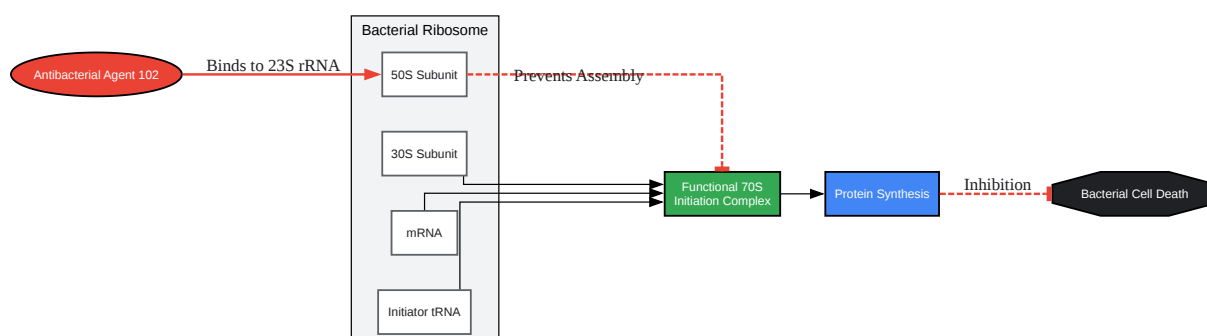 Bacterial Ribosome
Antibacterial Agent 102
Binds to 23S rRNA
50S Subunit
Prevents Assembly
30S Subunit
mRNA
Initiator tRNA
Functional 70S
Initiation Complex
Protein Synthesis
Inhibition
Bacterial Cell Death